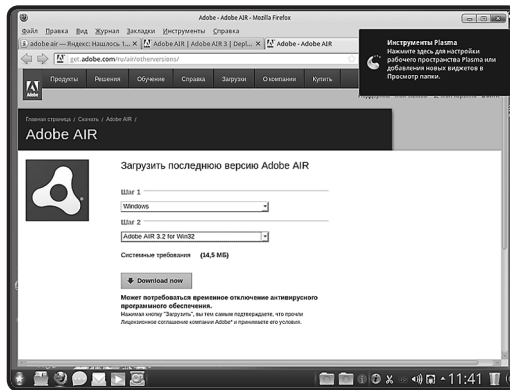 Adobe - Adobe AIR - Mozilla Firefox
Файл Правка Вид Журнал Закладки Инструменты Справка
adobe air — Яндекс: Нашлось 1...
Adobe AIR | Adobe AIR 3 | Depl...
Adobe - Adobe AIR
get.adobe.com/ru/air/otherversions/
Инструменты Plasma
Нажмите здесь для настройки
рабочего пространства Plasma или
добавления новых виджетов в
Просмотр папки.
Adobe
Продукты Решения Обучение Справка Загрузки О компании Купить
Главная страница / Скачать / Adobe AIR /
Adobe AIR
Загрузить последнюю версию Adobe AIR
Шаг 1
Windows
Шаг 2
Adobe AIR 3.2 for Win32
Системные требования (14,5 МБ)
Download now
Может потребоваться временное отключение антивирусного
программного обеспечения.
Нажимая кнопку "Загрузить", вы тем самым подтверждаете, что прочли
Лицензионное соглашение компании Adobe* и принимаете его условия.
11:41